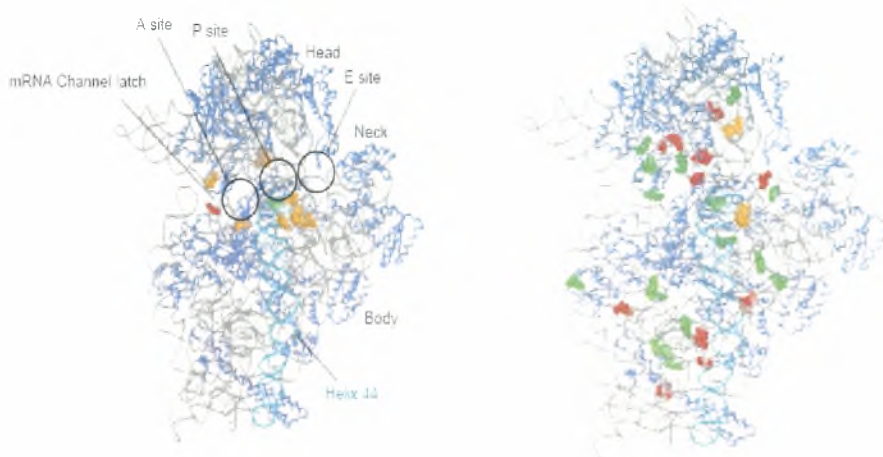 A site
P site
Head
mRNA Channel latch
E site
Neck
Body
Helix 44